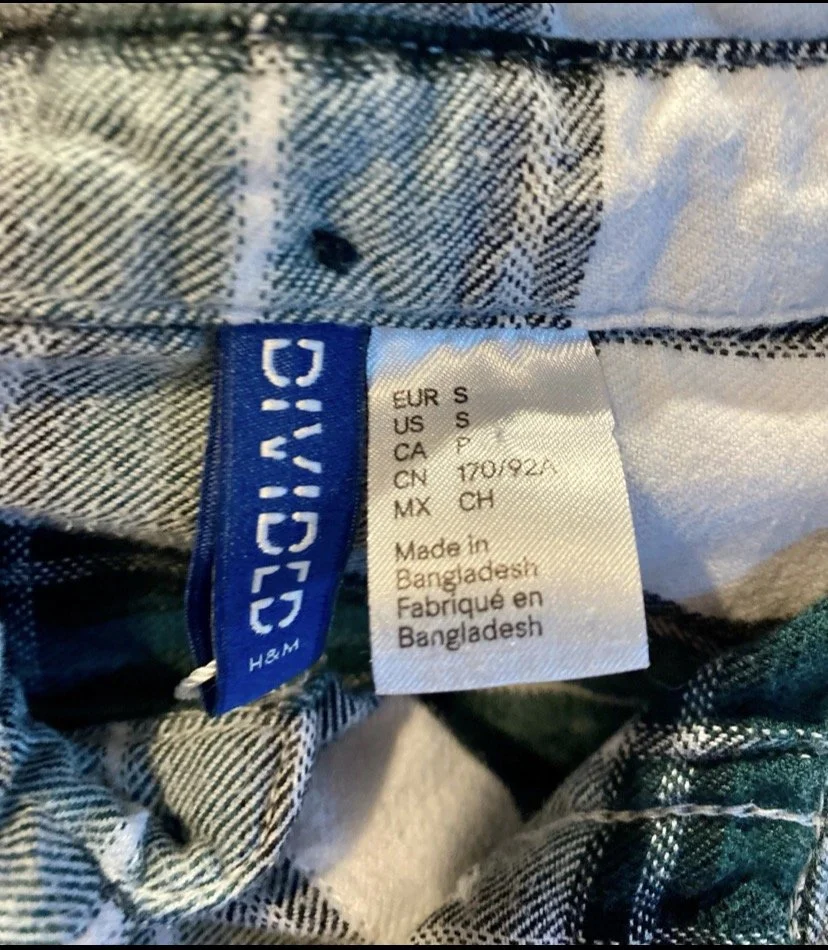 DIVIDED
H&M
EUR S
US S
CA P
CN 170/92A
MX CH
Made in
Bangladesh
Fabriqué en
Bangladesh